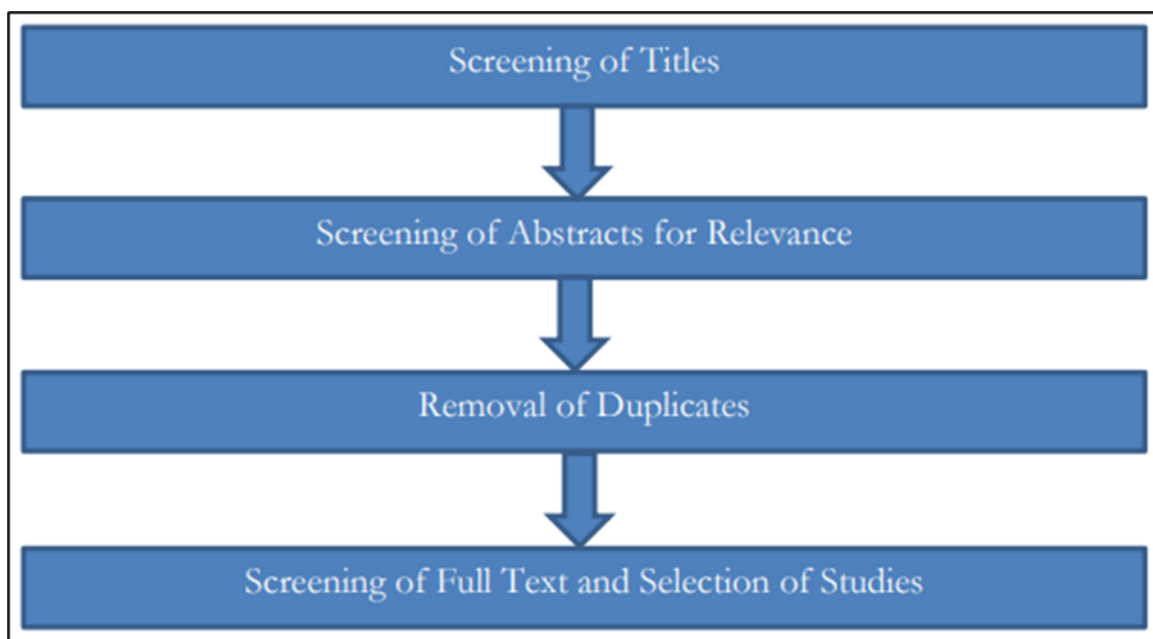 Screening of Titles
Screening of Abstracts for Relevance
Removal of Duplicates
Screening of Full Text and Selection of Studies